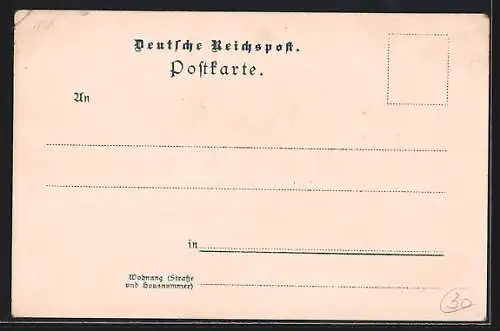 Deutsche Reichspost.
Postkarte.
An
in
Wohnung (Straße
und Hausnummer)
30